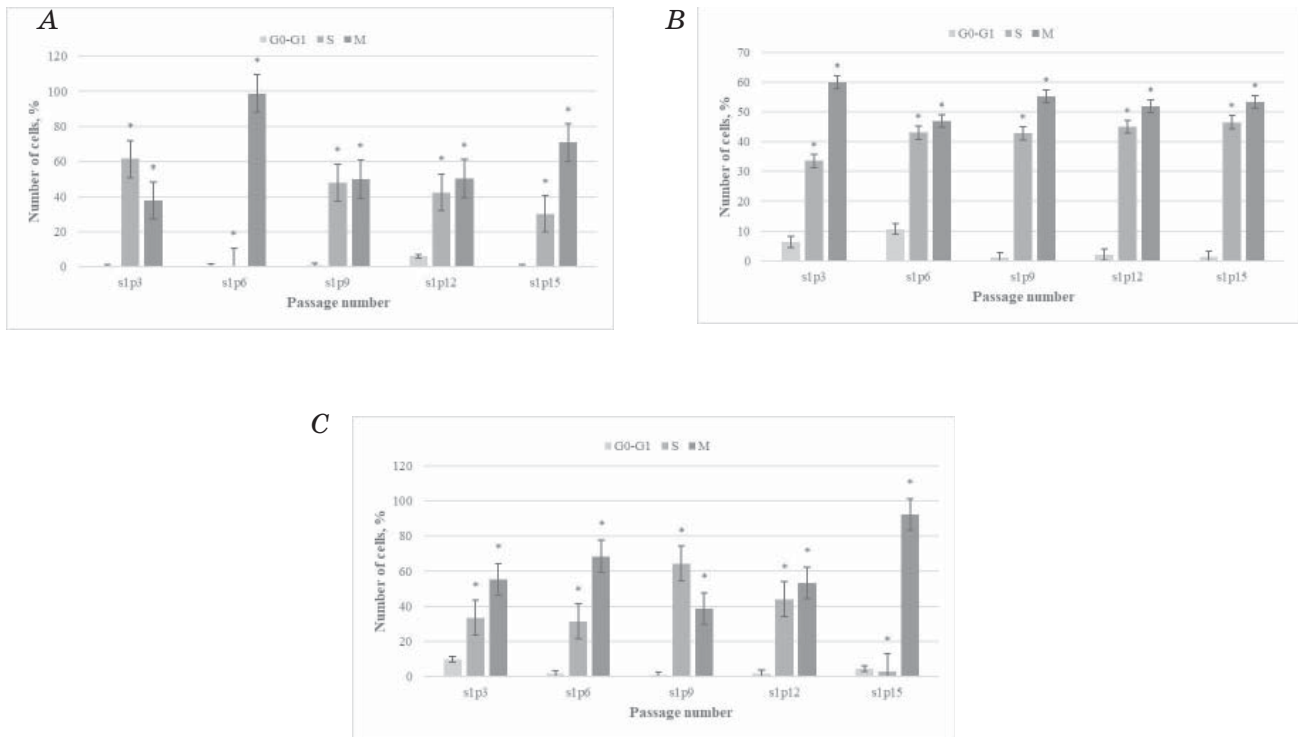 A
G0-G1 S M
120
100
80
60
40
20
0
Number of cells, %
* * * * * * * * * *
s1p3 s1p6 s1p9 s1p12 s1p15
Passage number
B
G0-G1 S M
70
60
50
40
30
20
10
0
Number of cells, %
* * * * * * * * * *
s1p3 s1p6 s1p9 s1p12 s1p15
Passage number
C
G0-G1 S M
120
100
80
60
40
20
0
Number of cells, %
* * * * * * * * * *
s1p3 s1p6 s1p9 s1p12 s1p15
Passage number